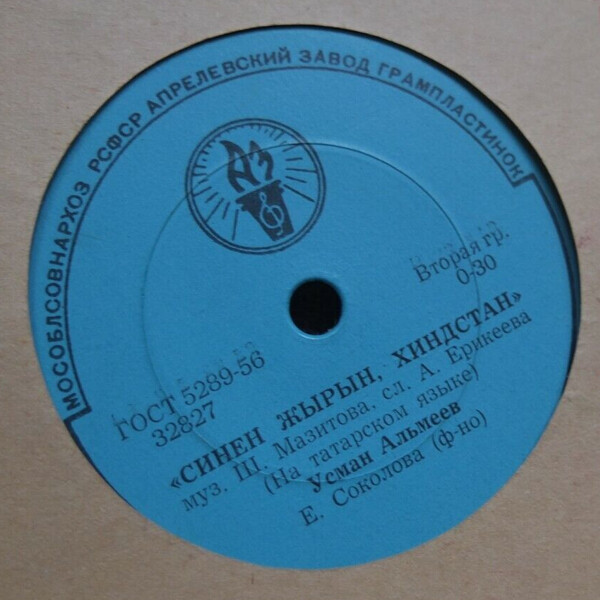 МОСОБЛСОВНАРХОЗ РСФСР АПРЕЛЕВСКИЙ ЗАВОД ГРАМПЛАСТИНОК
АЗ
Вторая гр.
0-30
ГОСТ 5289-56
32827
«СИНЕН ЖЫРЫН, ХИНДСТАН»
муз. Ш. Мазитова, сл. А. Ерикеева
(На татарском языке)
Усман Альмеев
Е. Соколова (ф-но)